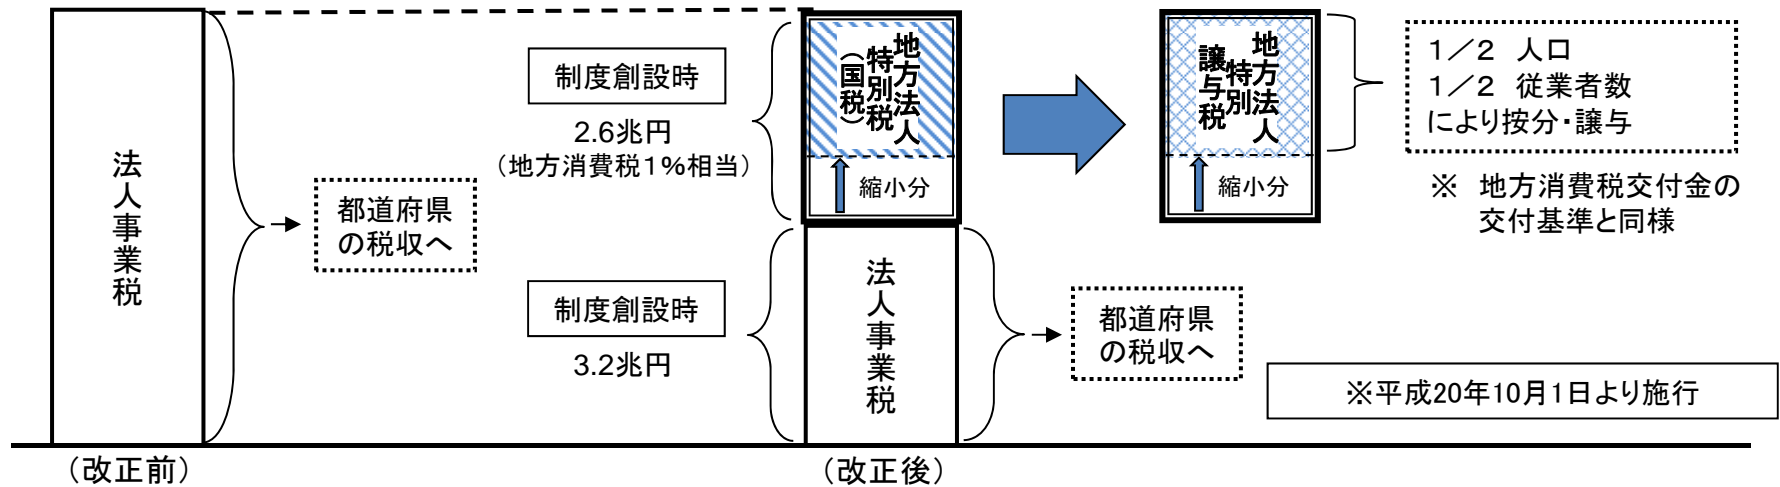 法人事業税
（改正前）
都道府県
の税収へ
制度創設時
2.6兆円
（地方消費税1%相当）
制度創設時
3.2兆円
地方法人
特別税
（国税）
縮小分
法人事業税
（改正後）
都道府県
の税収へ
地方法人
特別
譲与税
縮小分
1／2　人口
1／2　従業者数
により按分・譲与
※　地方消費税交付金の
交付基準と同様
※平成20年10月1日より施行